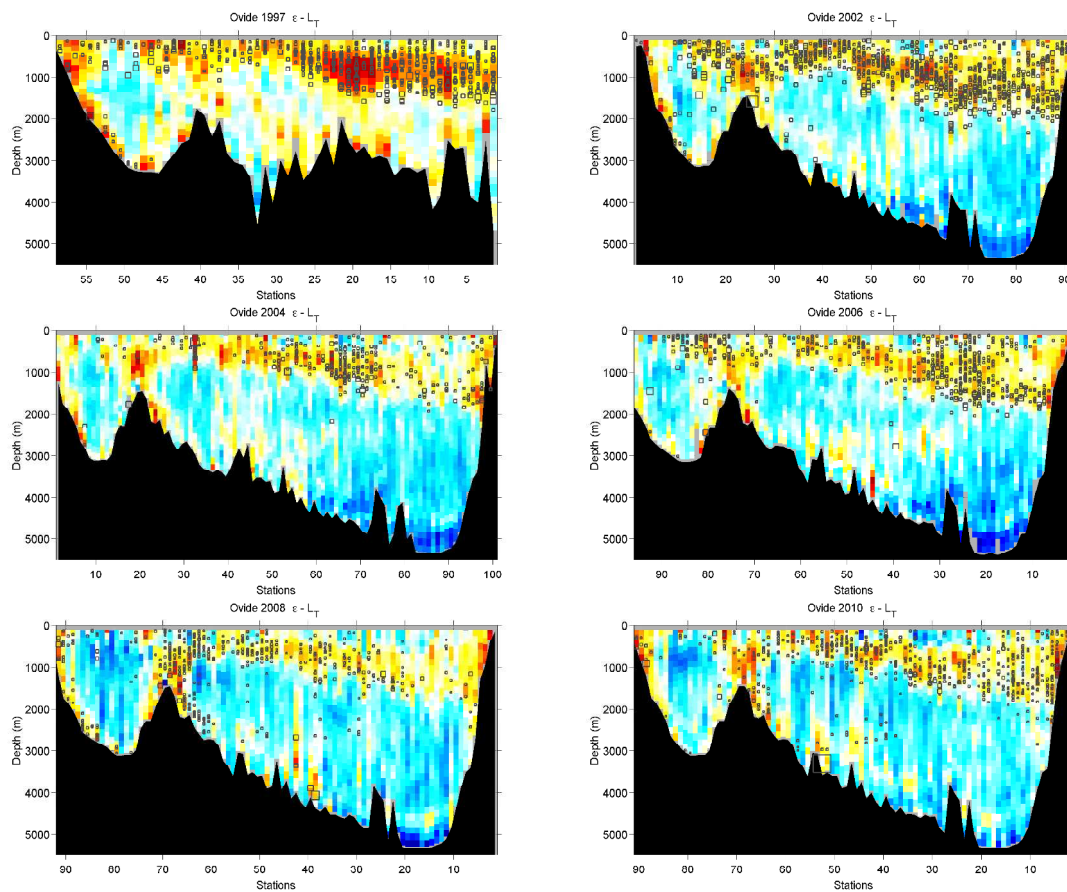 Ovide 1997 ε - L_T
0
1000
2000
3000
4000
5000
Depth (m)
55 50 45 40 35 30 25 20 15 10 5
Stations
Ovide 2002 ε - L_T
0
1000
2000
3000
4000
5000
Depth (m)
10 20 30 40 50 60 70 80 90
Stations
Ovide 2004 ε - L_T
0
1000
2000
3000
4000
5000
Depth (m)
10 20 30 40 50 60 70 80 90 100
Stations
Ovide 2006 ε - L_T
0
1000
2000
3000
4000
5000
Depth (m)
90 80 70 60 50 40 30 20 10
Stations
Ovide 2008 ε - L_T
0
1000
2000
3000
4000
5000
Depth (m)
90 80 70 60 50 40 30 20 10
Stations
Ovide 2010 ε - L_T
0
1000
2000
3000
4000
5000
Depth (m)
90 80 70 60 50 40 30 20 10
Stations